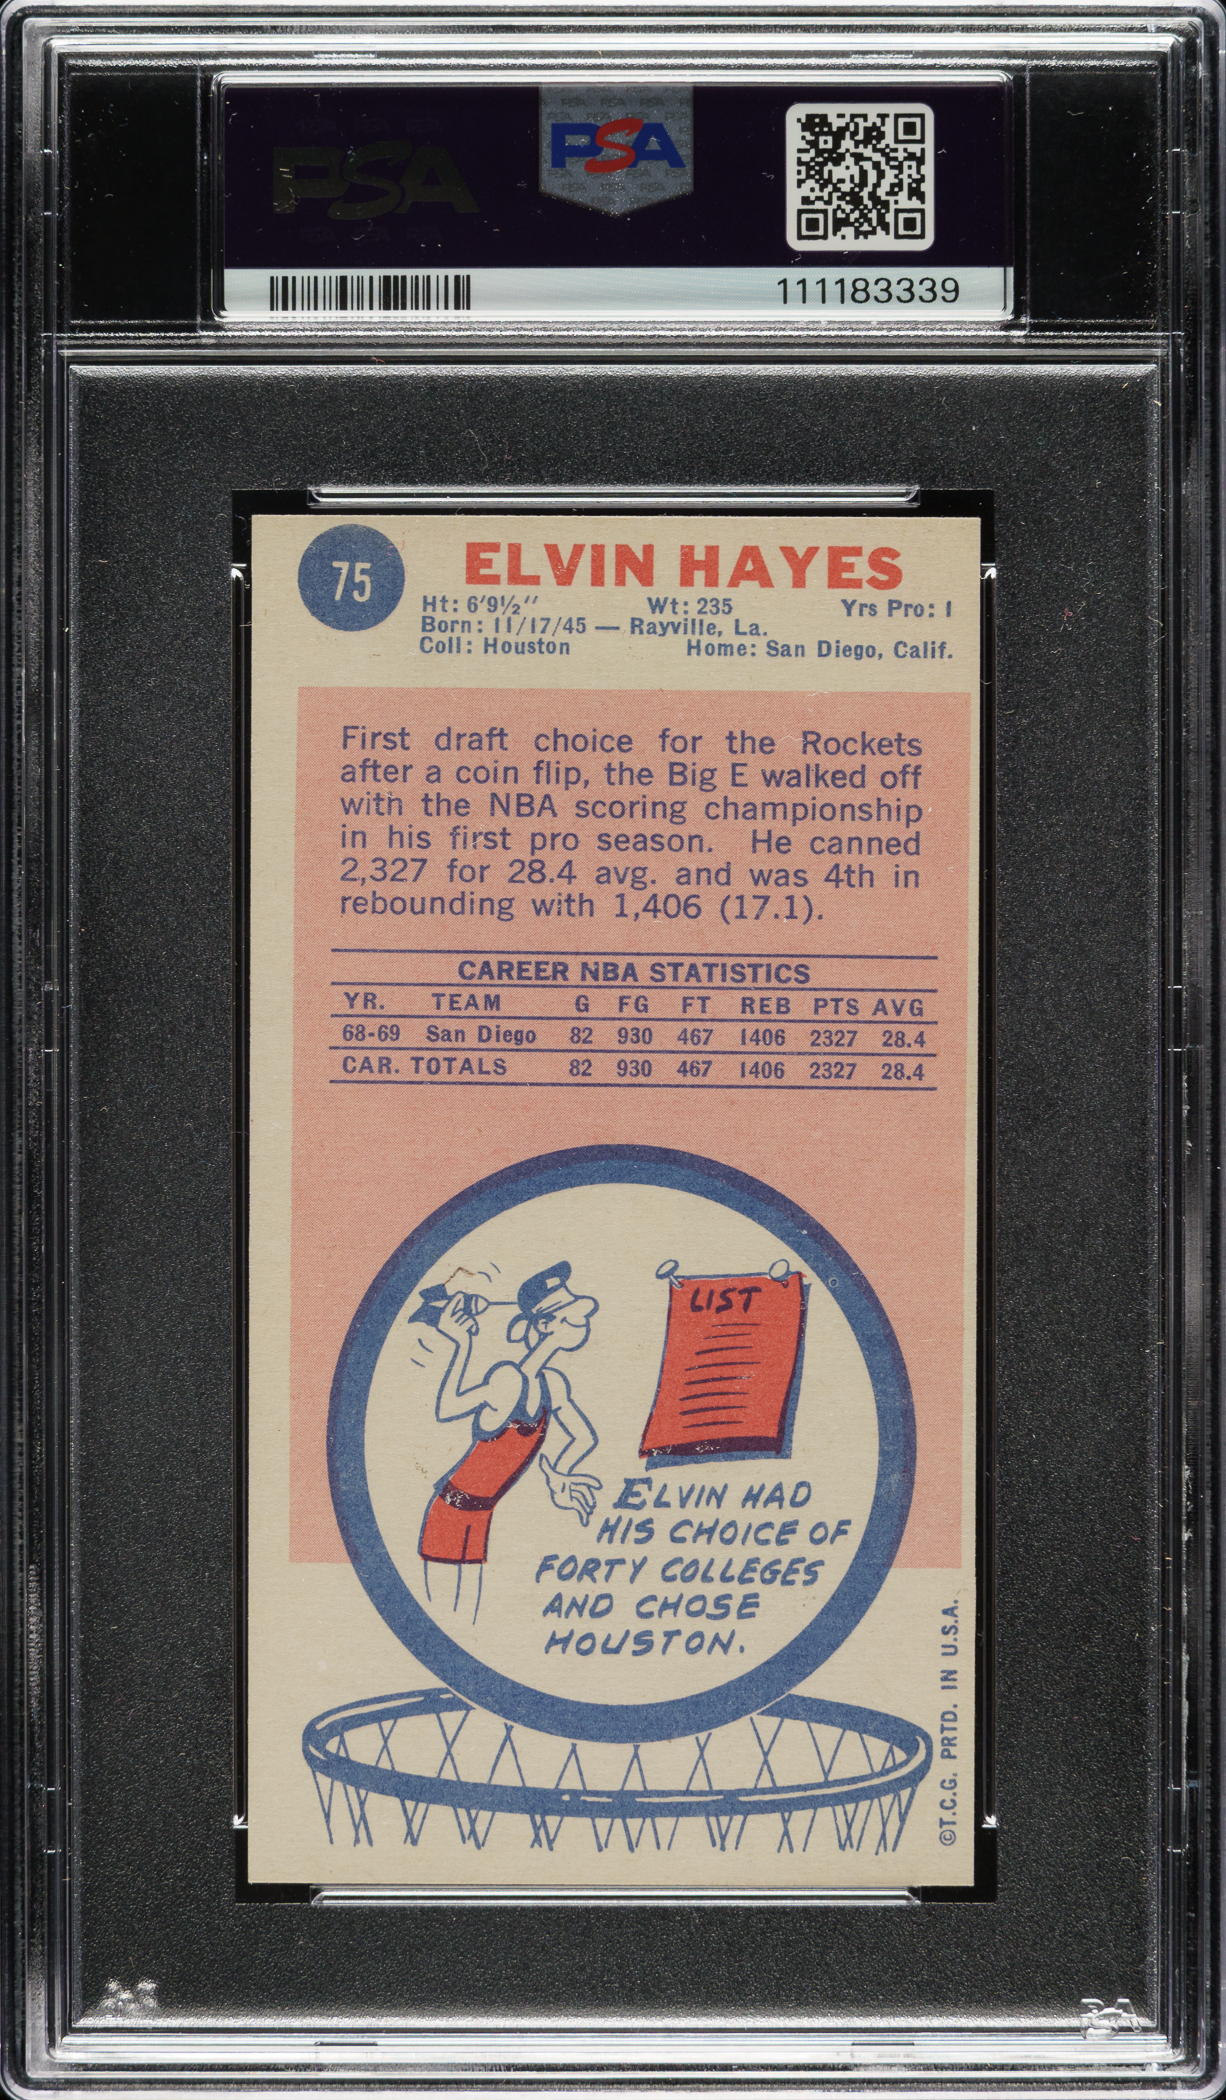 PSA
PSA
111183339
75
ELVIN HAYES
Ht: 6'9½" Wt: 235 Yrs Pro: 1
Born: 11/17/45 — Rayville, La.
Coll: Houston Home: San Diego, Calif.
First draft choice for the Rockets
after a coin flip, the Big E walked off
with the NBA scoring championship
in his first pro season. He canned
2,327 for 28.4 avg. and was 4th in
rebounding with 1,406 (17.1).
CAREER NBA STATISTICS
YR. TEAM G FG FT REB PTS AVG
68-69 San Diego 82 930 467 1406 2327 28.4
CAR. TOTALS 82 930 467 1406 2327 28.4
LIST
ELVIN HAD
HIS CHOICE OF
FORTY COLLEGES
AND CHOSE
HOUSTON.
©T.C.G. PRTD. IN U.S.A.
PSA